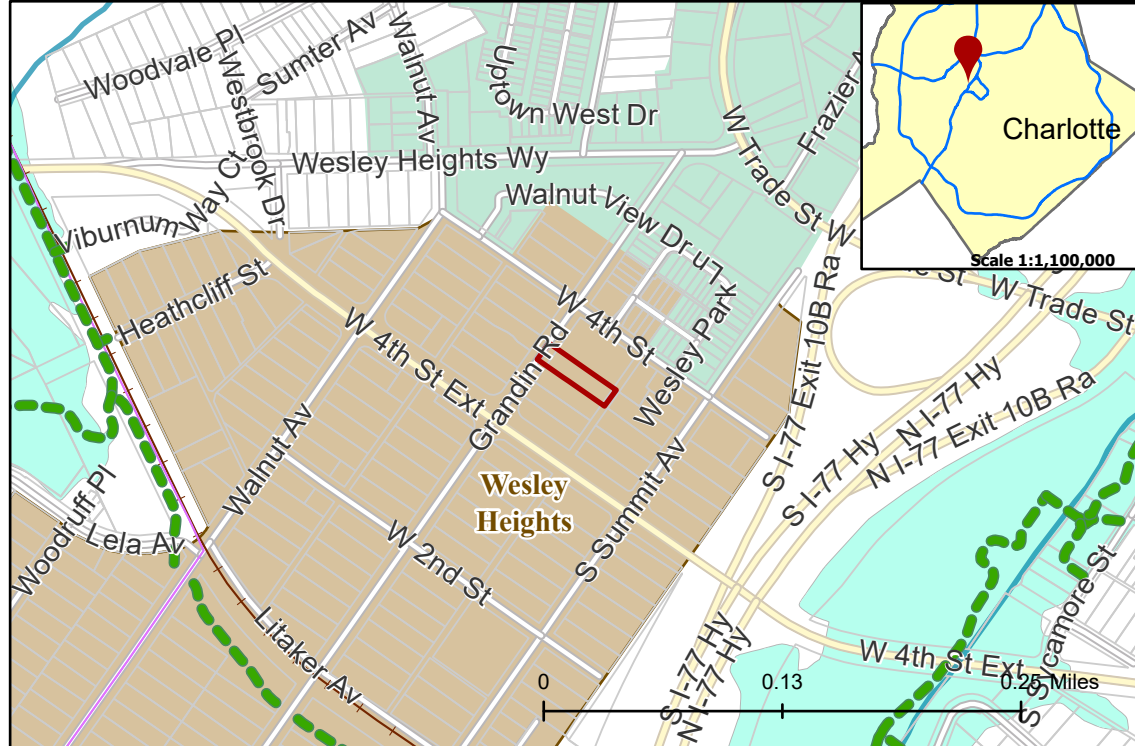 Woodvale Pl
Sumter Av
Walnut Av
Westbrook Dr
Uptown West Dr
Frazier A
W Trade St
Charlotte
Scale 1:1,100,000
Wesley Heights Wy
Viburnum Way Ct
Walnut View Dr
Ln
W Trade St
W Trade St
Heathcliff St
S I-77 Exit 10B Ra
W 4th St
W 4th St Ext
Grandin Rd
Wesley Park
N I-77 Hy
S I-77 Hy
N I-77 Exit 10B Ra
Walnut Av
Wesley
Heights
S Summit Av
Woodruff Pl
Lela Av
W 2nd St
Litaker Av
S I-77 Hy
N I-77 Hy
W 4th St Ext
S Sycamore St
0
0.13
0.25 Miles